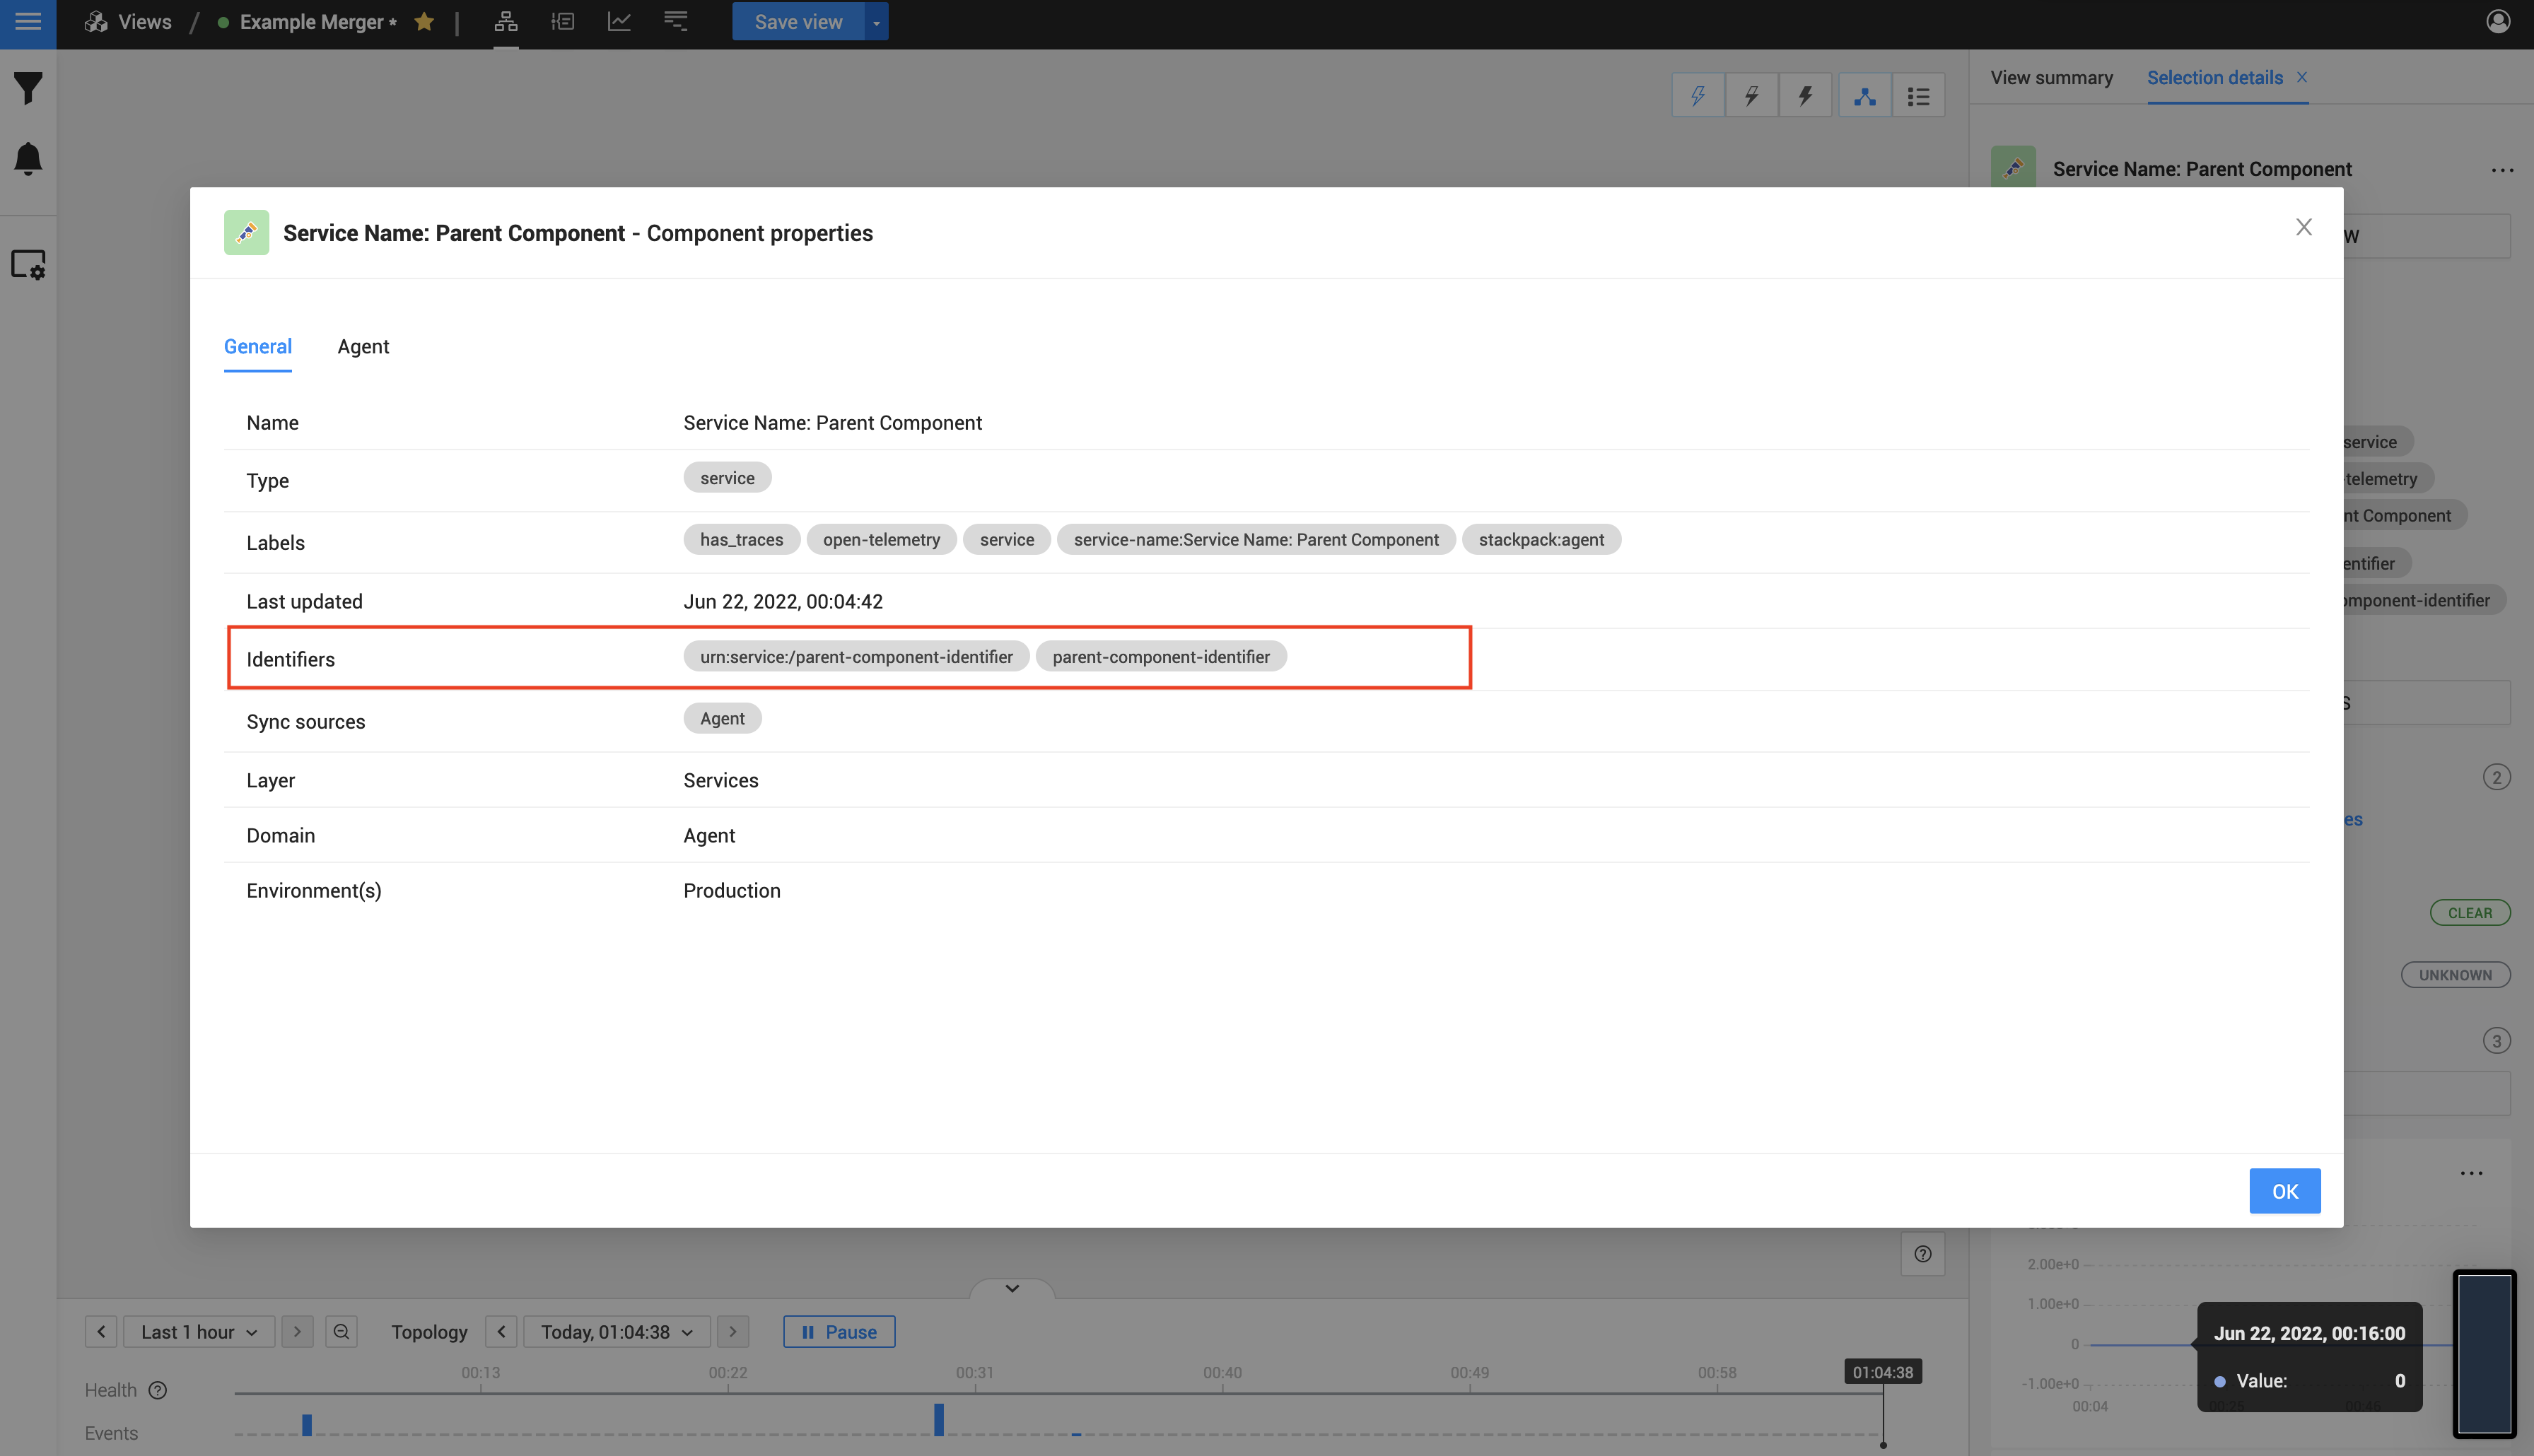 Views / Example Merger * Save view
View summary Selection details ×
Service Name: Parent Component ...
Service Name: Parent Component - Component properties
W
General Agent
Name Service Name: Parent Component
service
Type service
telemetry
Labels has_traces open-telemetry service service-name:Service Name: Parent Component stackpack:agent
nt Component
entifier
Last updated Jun 22, 2022, 00:04:42
omponent-identifier
Identifiers urn:service:/parent-component-identifier parent-component-identifier
S
Sync sources Agent
Layer Services
2
es
Domain Agent
Environment(s) Production
CLEAR
UNKNOWN
3
...
OK
2.00e+0
1.00e+0
0
-1.00e+0
00:04 00:25 00:46
Jun 22, 2022, 00:16:00
Value: 0
Last 1 hour Topology Today, 01:04:38 Pause
00:13 00:22 00:31 00:40 00:49 00:58 01:04:38
Health ?
Events